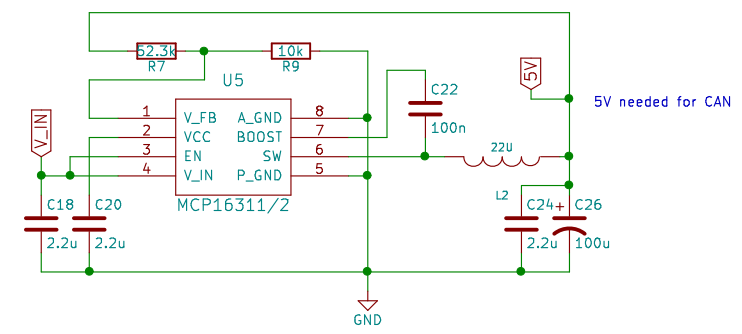 52.3k
R7
10k
R9
5V
5V needed for CAN
U5
V_IN
1 V_FB A_GND 8
2 VCC BOOST 7
3 EN SW 6
4 V_IN P_GND 5
MCP16311/2
C22
100n
22U
L2
C18
2.2u
C20
2.2u
C24
2.2u
+
C26
100u
GND